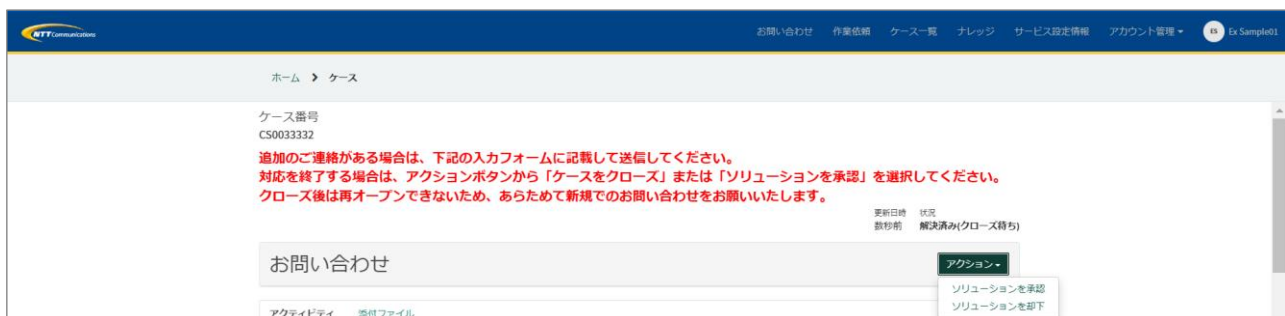 NTT Communications
お問い合わせ 作業依頼 ケース一覧 ナレッジ サービス設定情報 アカウント管理 ES Ex Sample01
ホーム > ケース
ケース番号
CS0033332
追加のご連絡がある場合は、下記の入力フォームに記載して送信してください。
対応を終了する場合は、アクションボタンから「ケースをクローズ」または「ソリューションを承認」を選択してください。
クローズ後は再オープンできないため、あらためて新規でのお問い合わせをお願いいたします。
更新日時 状況
数秒前 解決済み(クローズ待ち)
お問い合わせ アクション
ソリューションを承認
ソリューションを却下
アクティビティ 添付ファイル